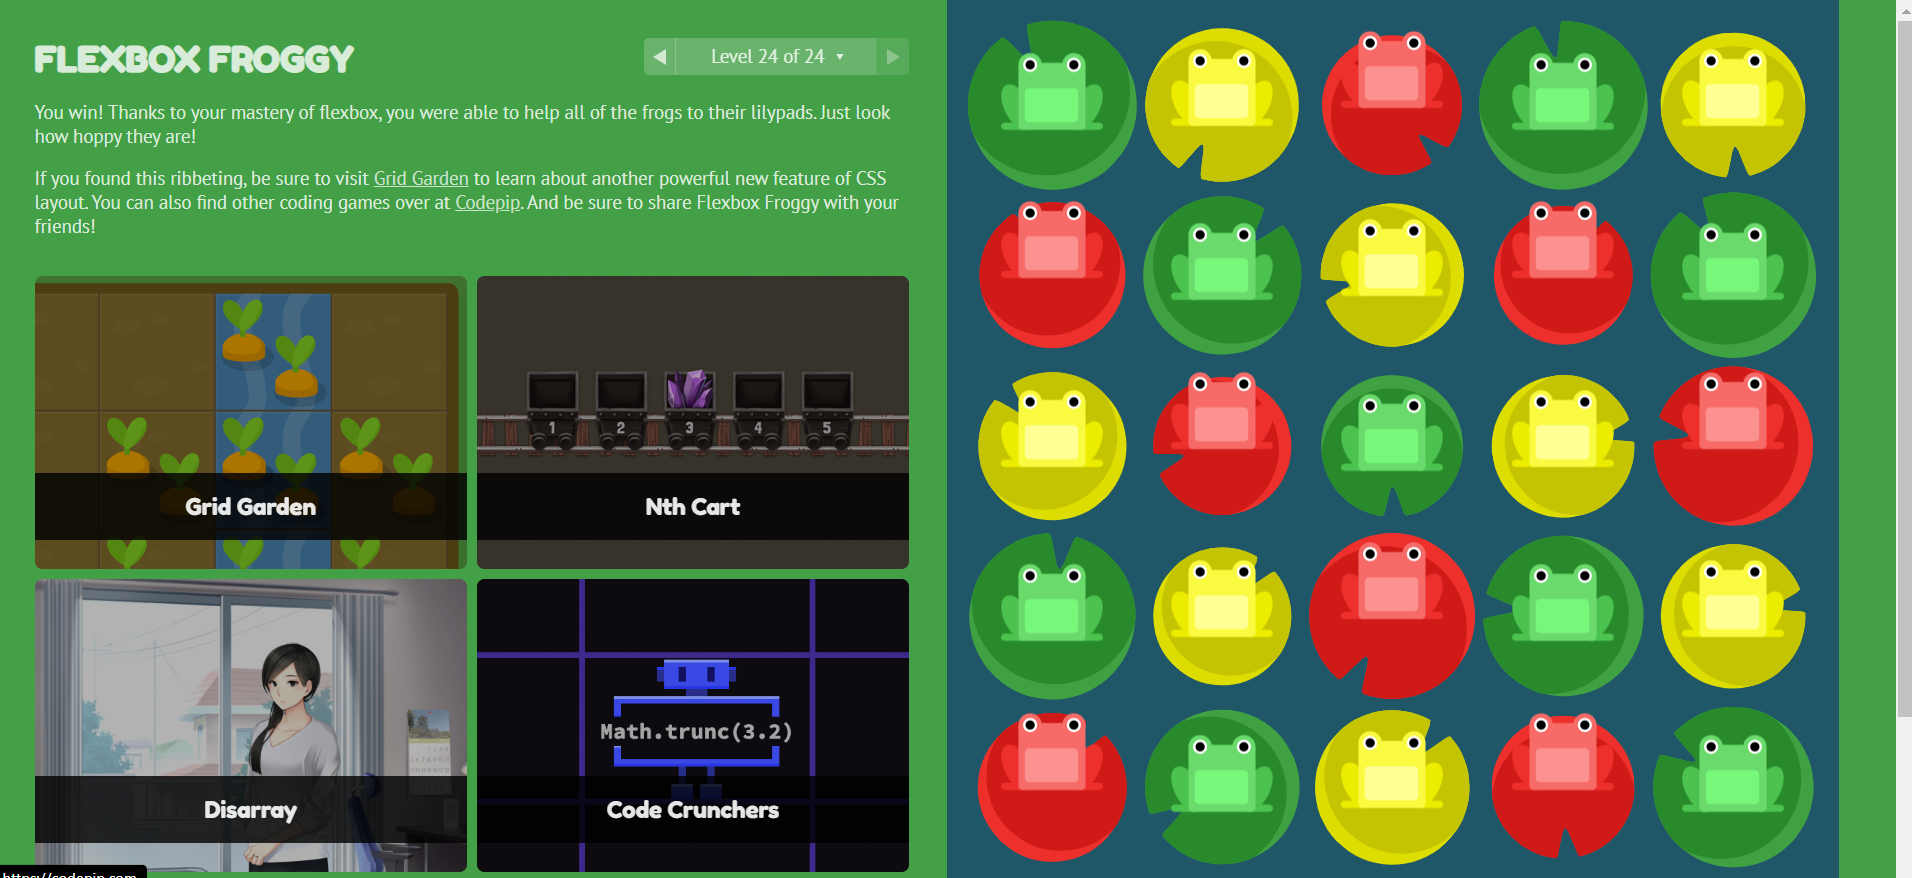 FLEXBOX FROGGY
Level 24 of 24
You win! Thanks to your mastery of flexbox, you were able to help all of the frogs to their lilypads. Just look
how hoppy they are!
If you found this ribbeting, be sure to visit Grid Garden to learn about another powerful new feature of CSS
layout. You can also find other coding games over at Codepip. And be sure to share Flexbox Froggy with your
friends!
1 2 3 4 5
Grid Garden
Nth Cart
Math.trunc(3.2)
Disarray
Code Crunchers
https://codepip.com